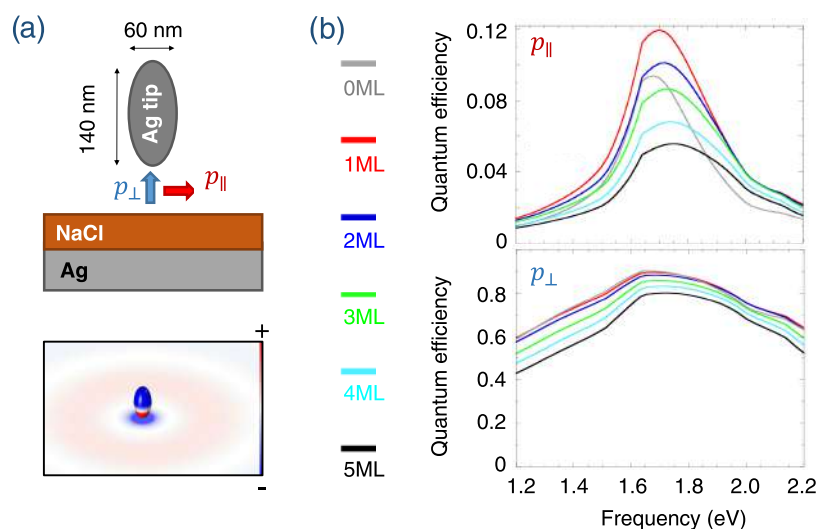 (a)
60 nm
140 nm
Ag tip
p⊥
p∥
NaCl
Ag
+
-
(b)
0ML
1ML
2ML
3ML
4ML
5ML
p∥
Quantum efficiency
0.12
0.08
0.04
0
p⊥
Quantum efficiency
0.8
0.6
0.4
0.2
0
1.2 1.4 1.6 1.8 2.0 2.2
Frequency (eV)